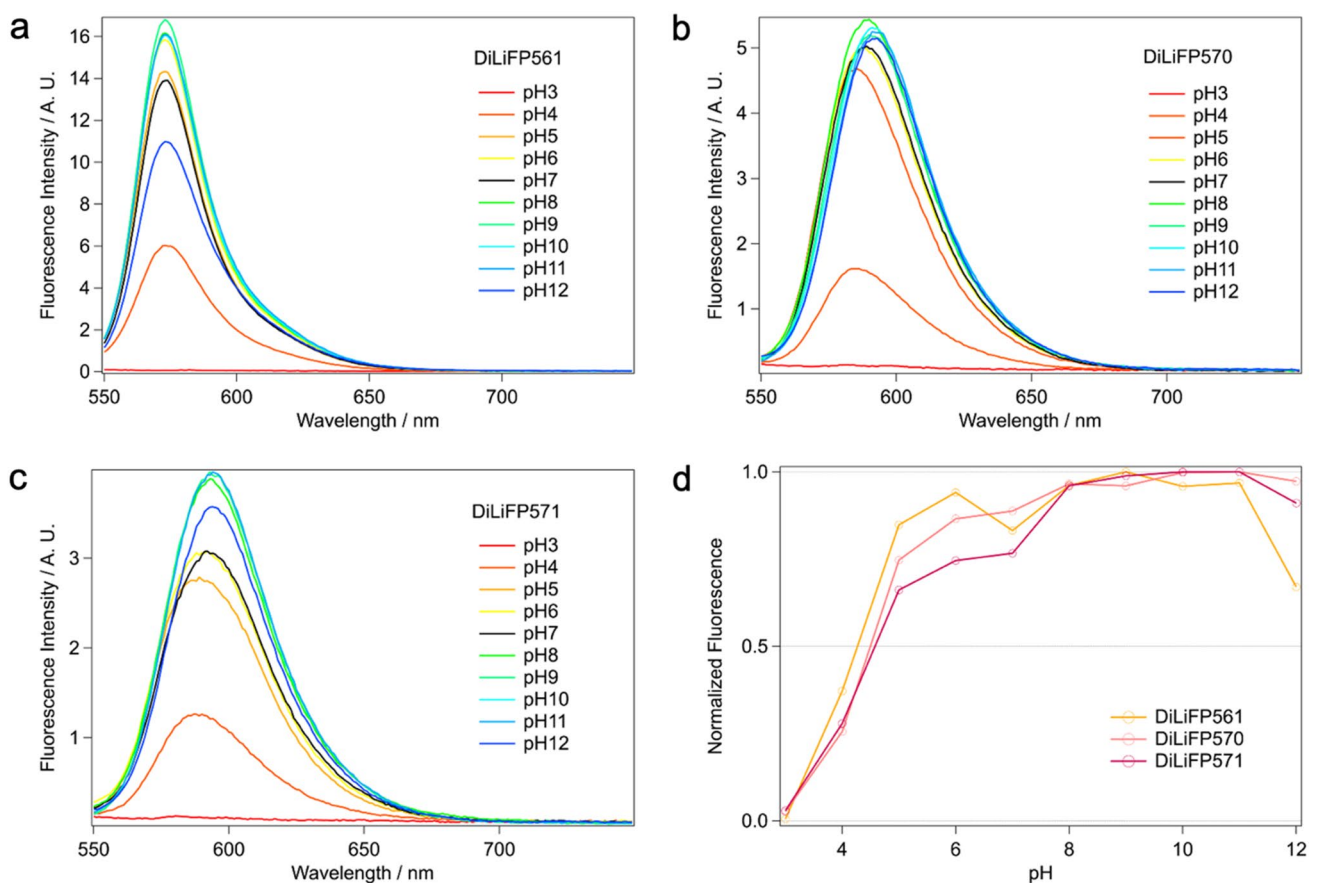 a
DiLiFP561
pH3
pH4
pH5
pH6
pH7
pH8
pH9
pH10
pH11
pH12
Fluorescence Intensity / A. U.
16
14
12
10
8
6
4
2
0
550
600
650
700
Wavelength / nm
b
DiLiFP570
pH3
pH4
pH5
pH6
pH7
pH8
pH9
pH10
pH11
pH12
Fluorescence Intensity / A. U.
5
4
3
2
1
550
600
650
700
Wavelength / nm
c
DiLiFP571
pH3
pH4
pH5
pH6
pH7
pH8
pH9
pH10
pH11
pH12
Fluorescence Intensity / A. U.
3
2
1
550
600
650
700
Wavelength / nm
d
Normalized Fluorescence
1.0
0.5
0.0
DiLiFP561
DiLiFP570
DiLiFP571
4
6
8
10
12
pH